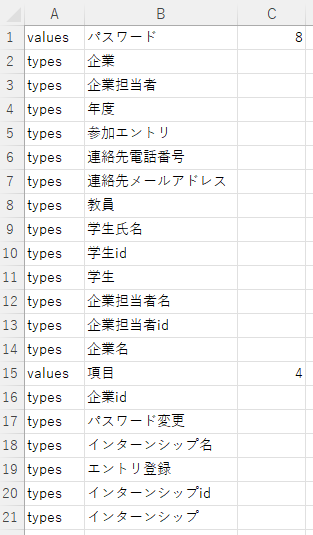 A B C
1 values パスワード 8
2 types 企業
3 types 企業担当者
4 types 年度
5 types 参加エントリ
6 types 連絡先電話番号
7 types 連絡先メールアドレス
8 types 教員
9 types 学生氏名
10 types 学生id
11 types 学生
12 types 企業担当者名
13 types 企業担当者id
14 types 企業名
15 values 項目 4
16 types 企業id
17 types パスワード変更
18 types インターンシップ名
19 types エントリ登録
20 types インターンシップid
21 types インターンシップ